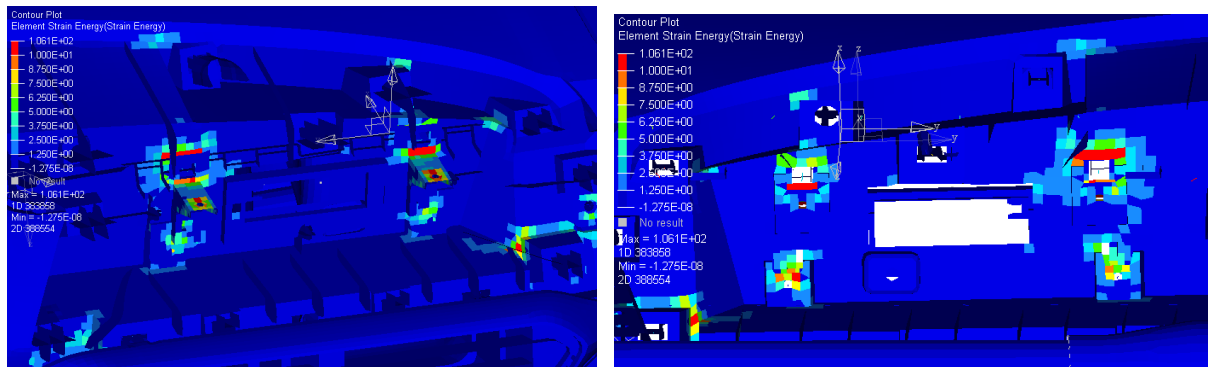 Contour Plot
Element Strain Energy(Strain Energy)
1.061E+02
1.000E+01
8.750E+00
7.500E+00
6.250E+00
5.000E+00
3.750E+00
2.500E+00
1.250E+00
-1.275E-08
No result
Max = 1.061E+02
1D 383858
Min = -1.275E-08
2D 388554
Contour Plot
Element Strain Energy(Strain Energy)
1.061E+02
1.000E+01
8.750E+00
7.500E+00
6.250E+00
5.000E+00
3.750E+00
2.500E+00
1.250E+00
-1.275E-08
No result
Max = 1.061E+02
1D 383858
Min = -1.275E-08
2D 388554
z
z
x
y
y